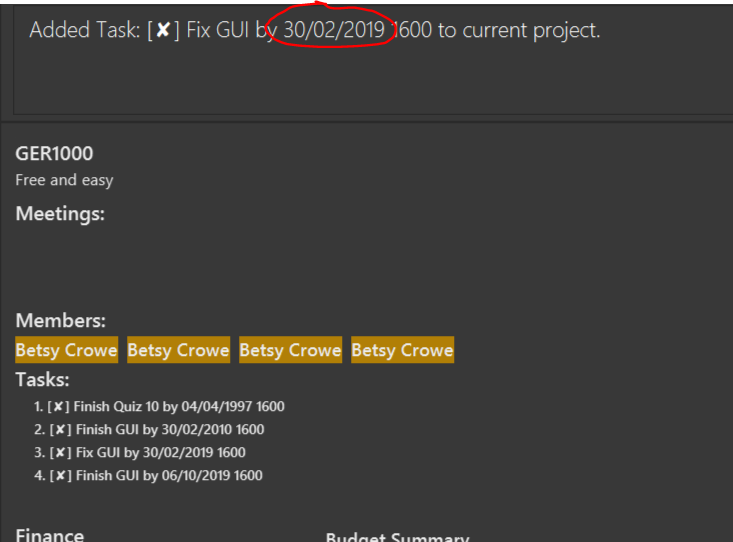 Added Task: [✘] Fix GUI by 30/02/2019 1600 to current project.
GER1000
Free and easy
Meetings:
Members:
Betsy Crowe Betsy Crowe Betsy Crowe Betsy Crowe
Tasks:
1. [✘] Finish Quiz 10 by 04/04/1997 1600
2. [✘] Finish GUI by 30/02/2010 1600
3. [✘] Fix GUI by 30/02/2019 1600
4. [✘] Finish GUI by 06/10/2019 1600
Finance Budget Summary